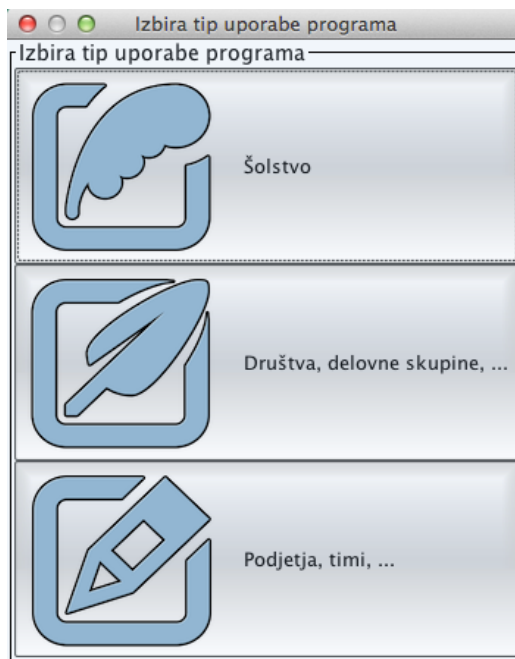 Izbira tip uporabe programa
Izbira tip uporabe programa
Šolstvo
Društva, delovne skupine, ...
Podjetja, timi, ...